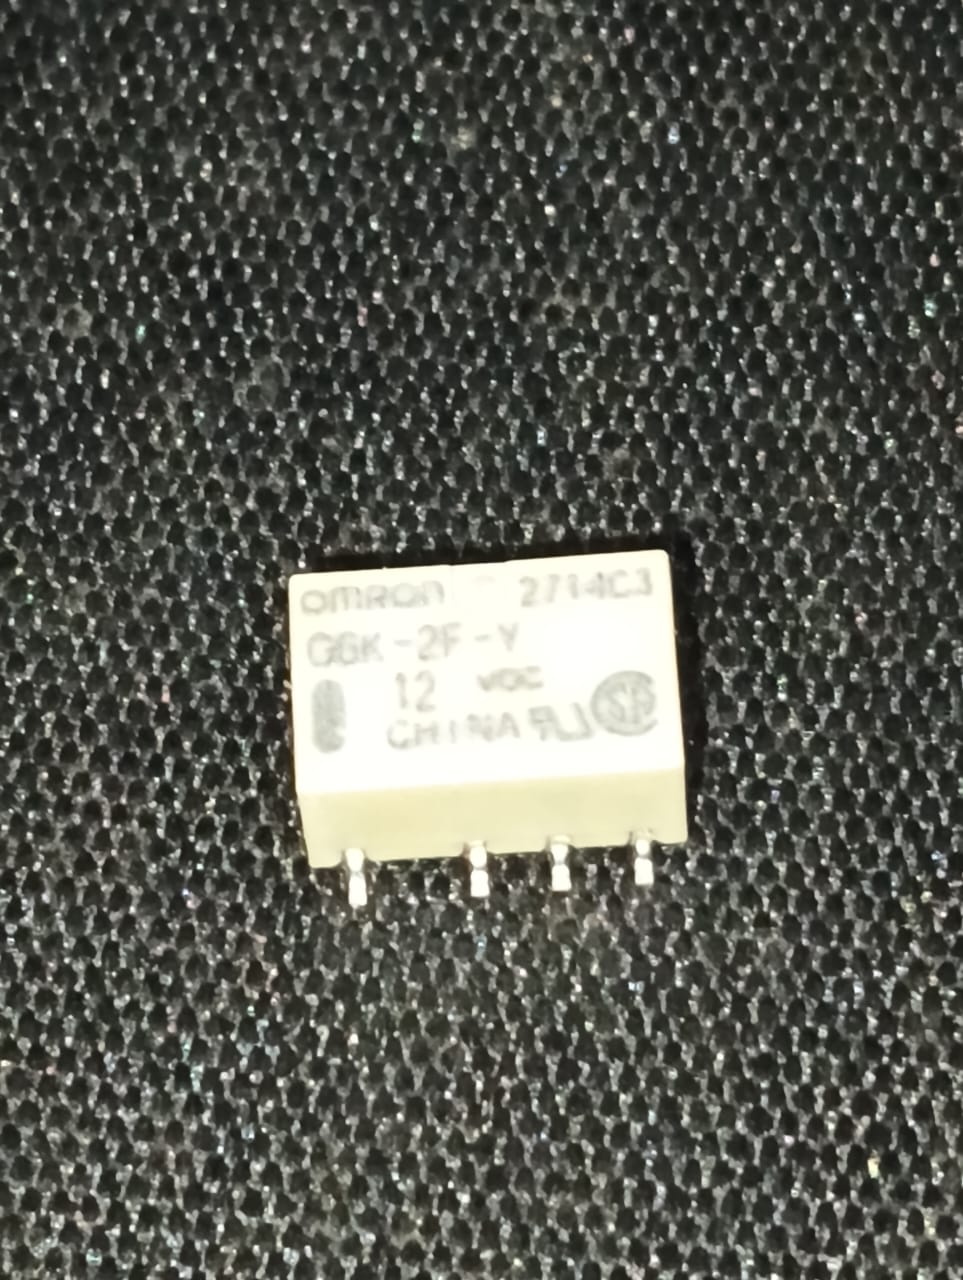 omron 2714C3
G6K-2F-Y
12 VDC
CHINA